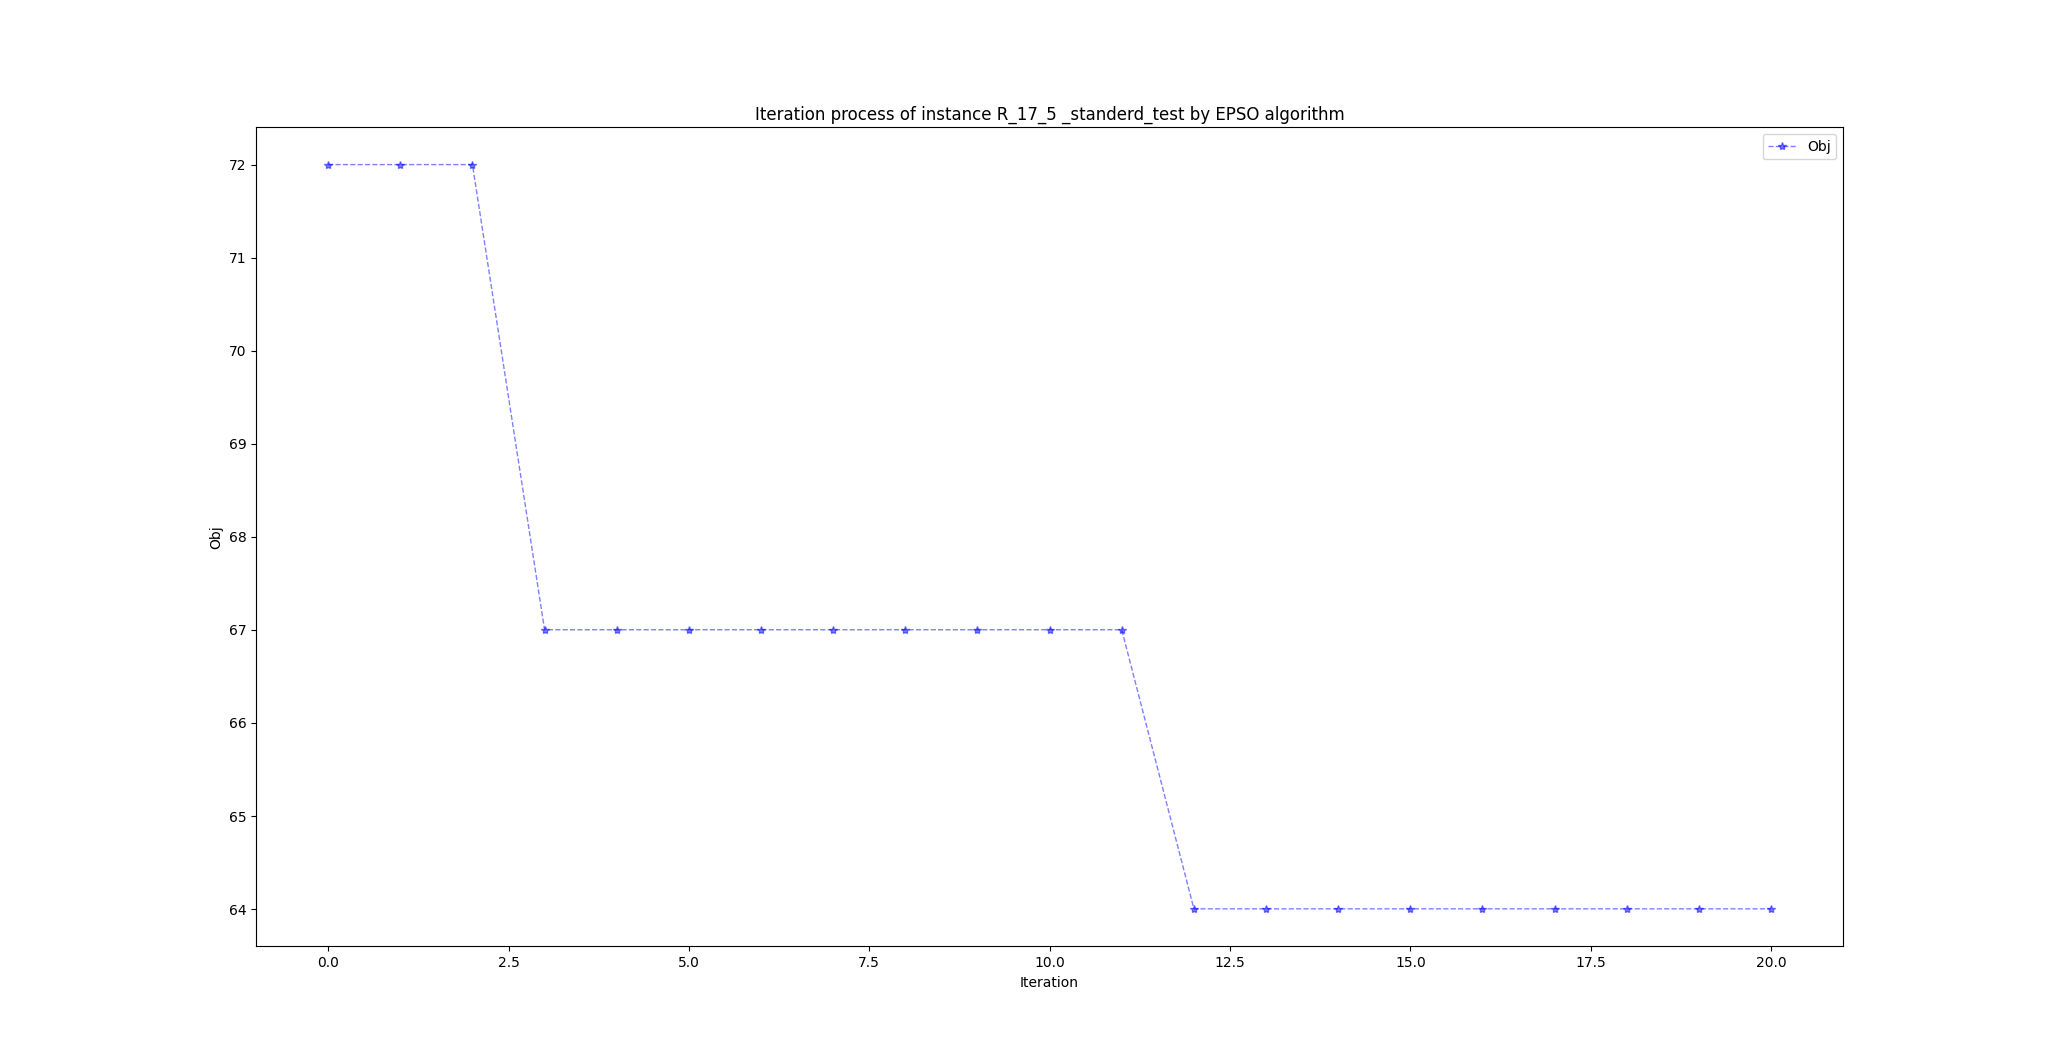 Iteration process of instance R_17_5 _standerd_test by EPSO algorithm
Obj
72
71
70
69
68
67
66
65
64
Obj
0.0 2.5 5.0 7.5 10.0 12.5 15.0 17.5 20.0
Iteration